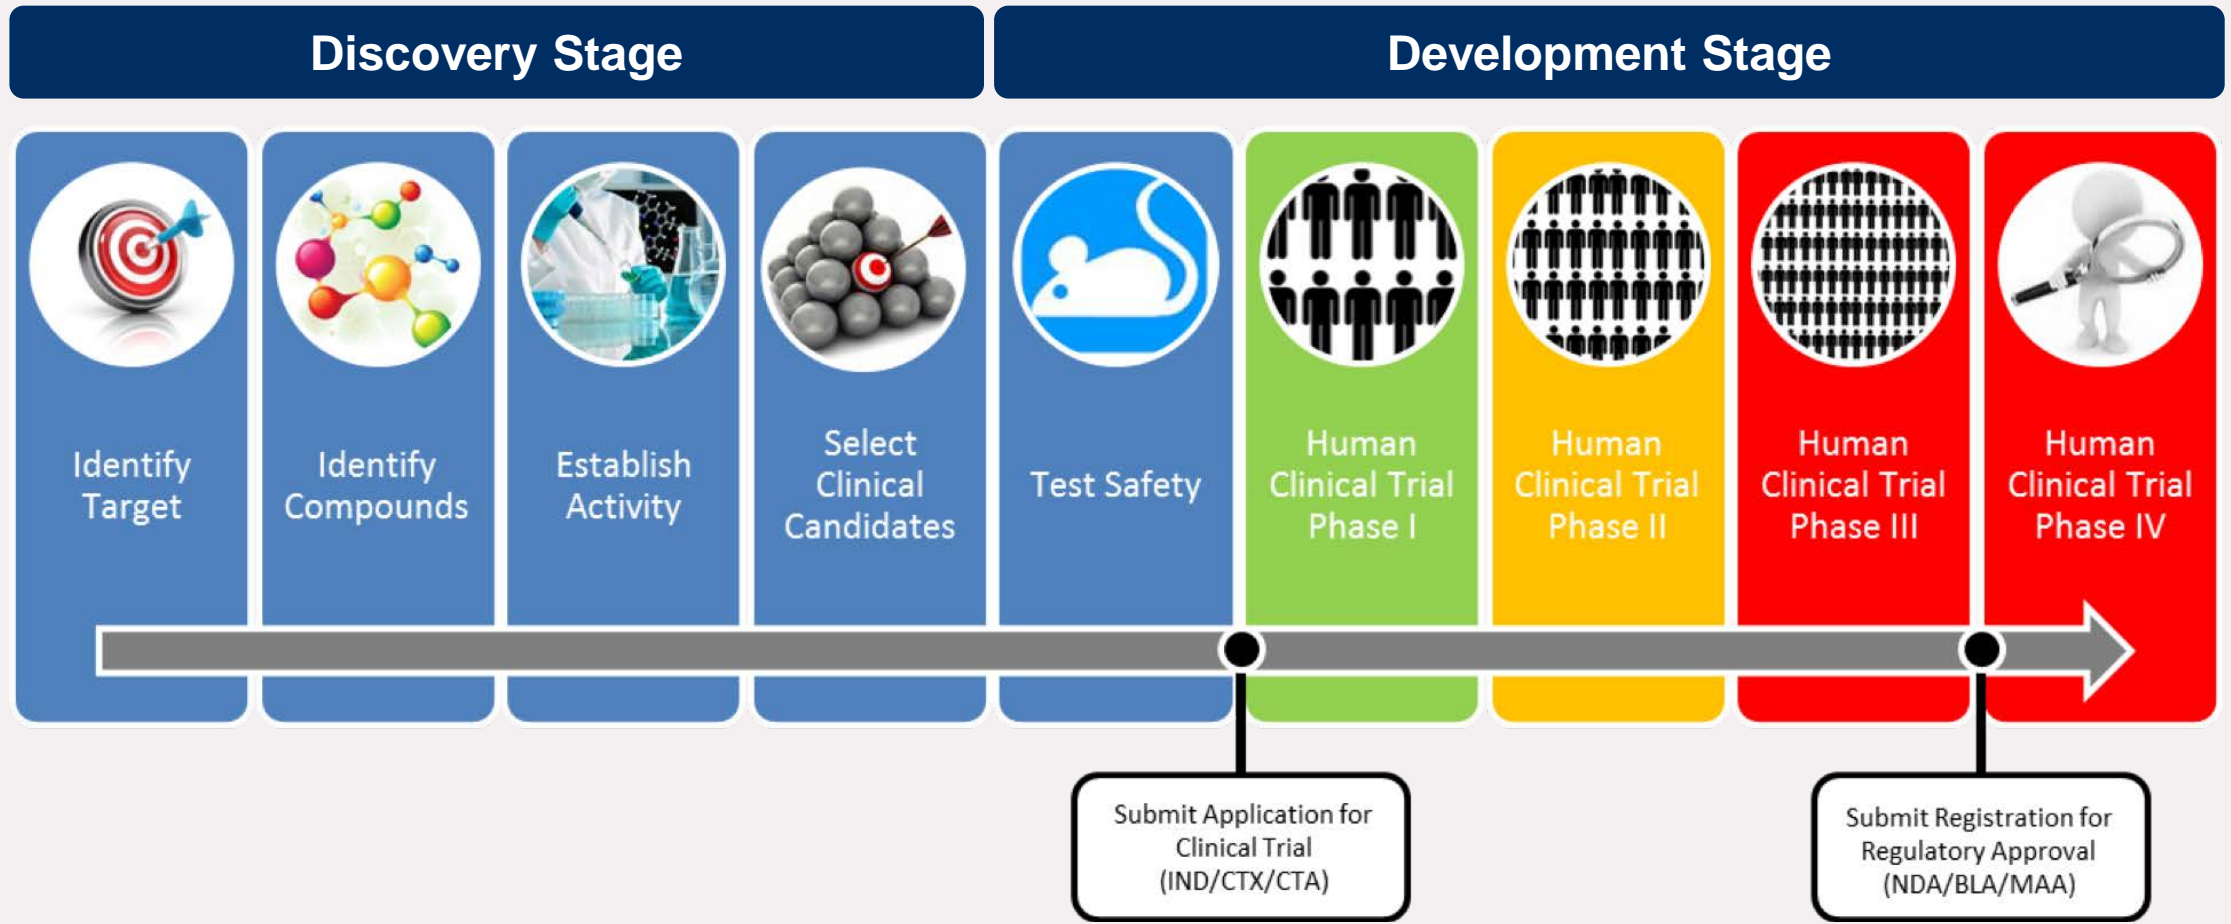 Discovery Stage
Development Stage
Identify
Target
Identify
Compounds
Establish
Activity
Select
Clinical
Candidates
Test Safety
Human
Clinical Trial
Phase I
Human
Clinical Trial
Phase II
Human
Clinical Trial
Phase III
Human
Clinical Trial
Phase IV
Submit Application for
Clinical Trial
(IND/CTX/CTA)
Submit Registration for
Regulatory Approval
(NDA/BLA/MAA)